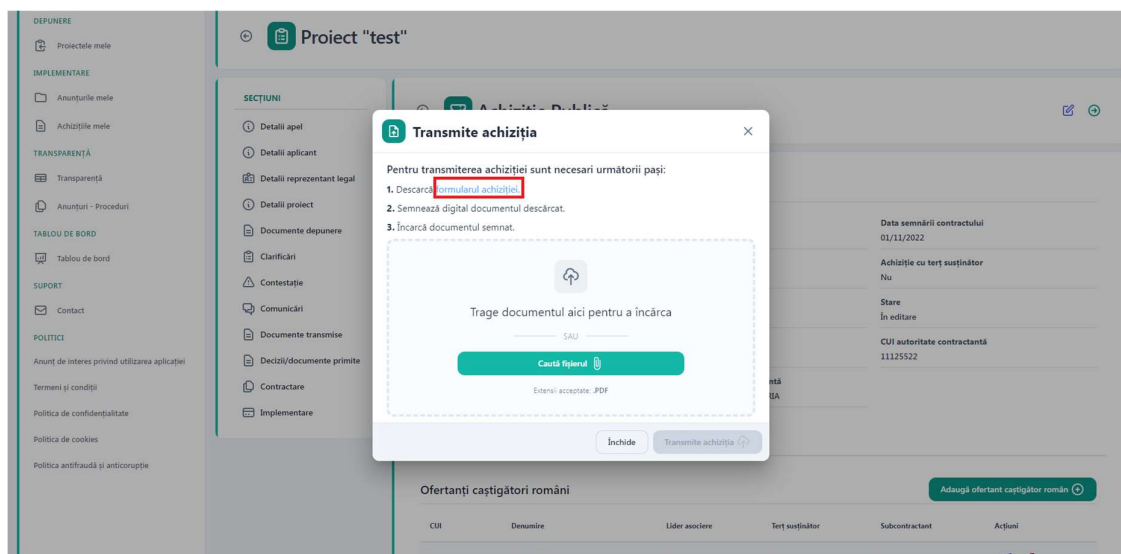 DEPUNERE
Proiectele mele
IMPLEMENTARE
Anunțurile mele
Achizițiile mele
TRANSPARENȚĂ
Transparență
Anunțuri - Proceduri
TABLOU DE BORD
Tablou de bord
SUPORT
Contact
POLITICI
Anunț de interes privind utilizarea aplicației
Termeni și condiții
Politica de confidențialitate
Politica de cookies
Politica antifraudă și anticorupție
Proiect "test"
SECȚIUNI
Detalii apel
Detalii aplicant
Detalii reprezentant legal
Detalii proiect
Documente depunere
Clarificări
Contestație
Comunicări
Documente transmise
Decizii/documente primite
Contractare
Implementare
Achiziție Publică
Transmite achiziția
Pentru transmiterea achiziției sunt necesari următorii pași:
1. Descarcă formularul achiziției.
2. Semnează digital documentul descărcat.
3. Încarcă documentul semnat.
Trage documentul aici pentru a încărca
SAU
Caută fișierul
Extensii acceptate: .PDF
Închide
Transmite achiziția
Data semnării contractului
01/11/2022
Achiziție cu terț susținător
Nu
Stare
În editare
CUI autoritate contractantă
11125522
Ofertanți caștigători români
Adaugă ofertant caștigător român
CUI Denumire Lider asociere Terț susținător Subcontractant Acțiuni